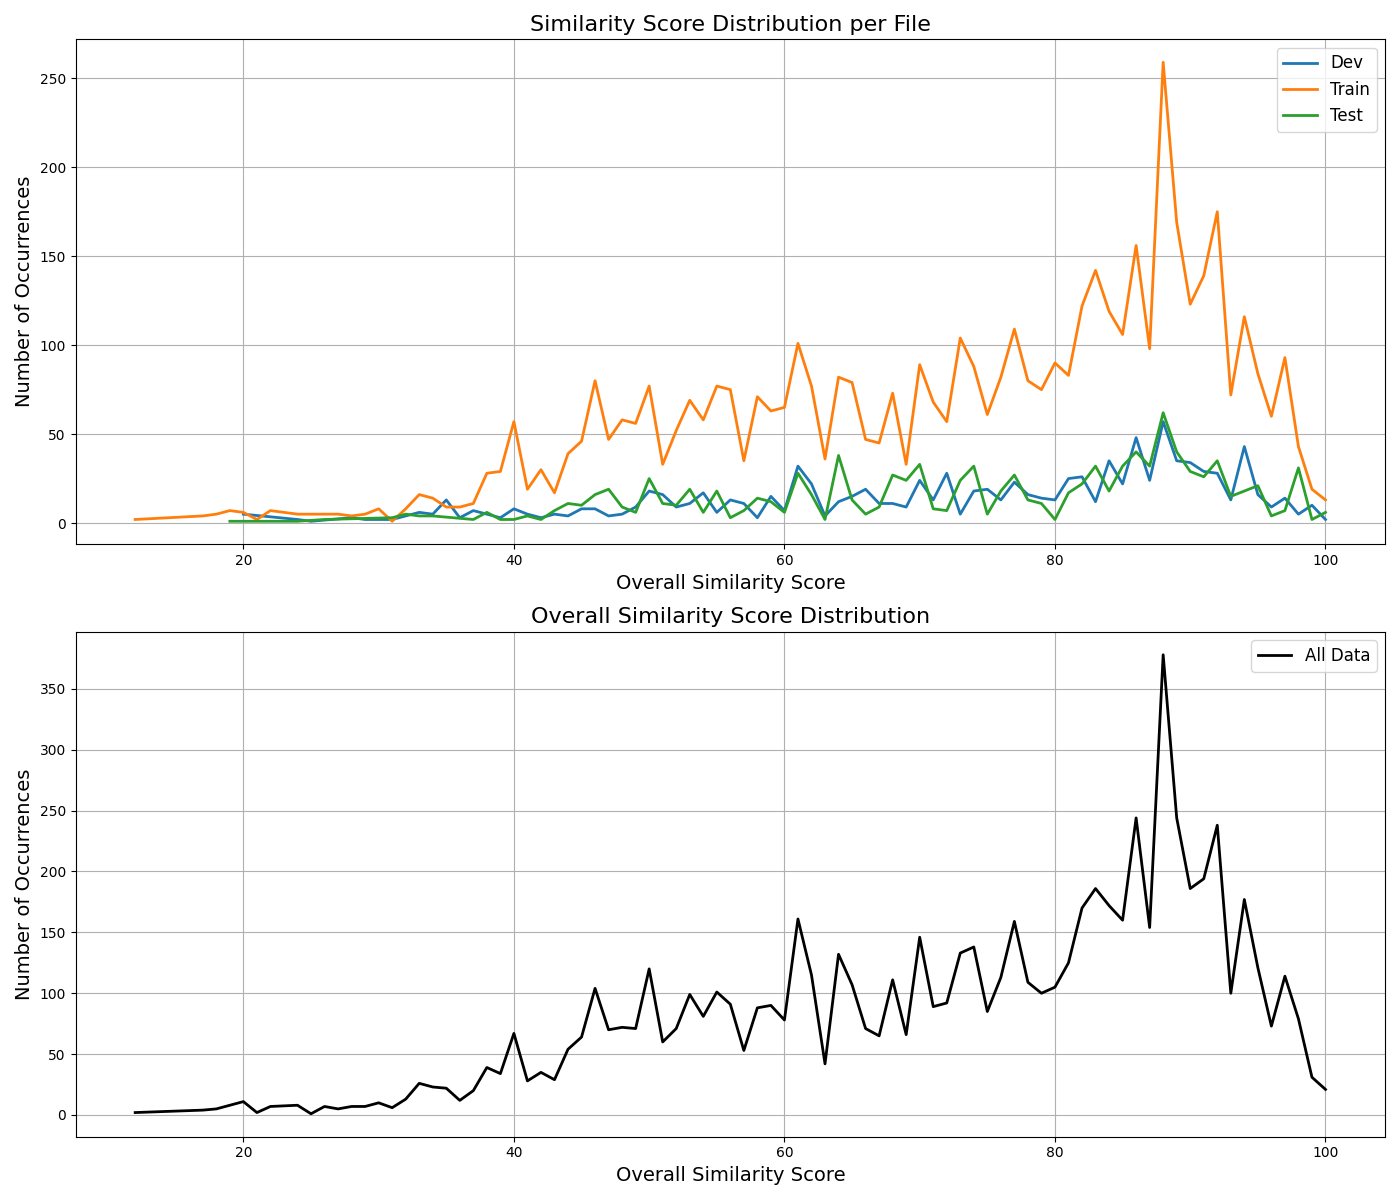 Similarity Score Distribution per File
Number of Occurrences
250
200
150
100
50
0
Dev
Train
Test
20
40
60
80
100
Overall Similarity Score
Overall Similarity Score Distribution
Number of Occurrences
350
300
250
200
150
100
50
0
All Data
20
40
60
80
100
Overall Similarity Score